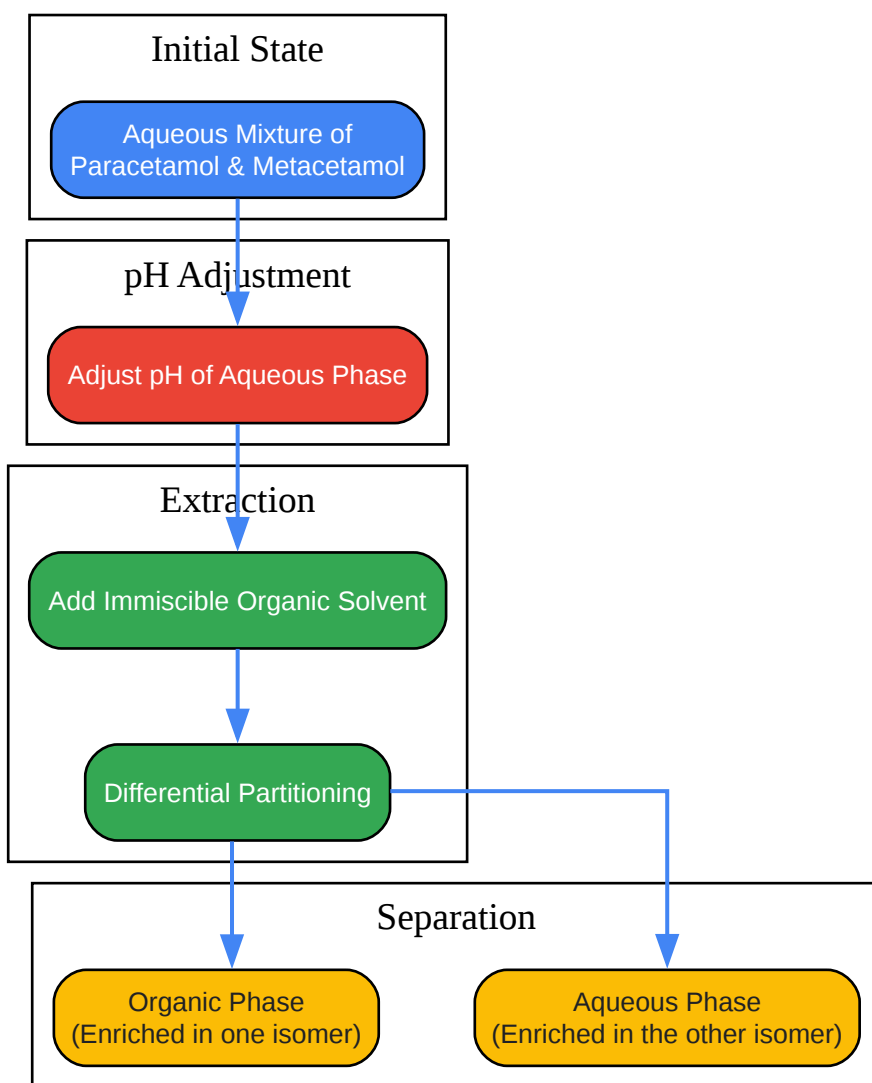 Initial State
Aqueous Mixture of
Paracetamol & Metacetamol
pH Adjustment
Adjust pH of Aqueous Phase
Extraction
Add Immiscible Organic Solvent
Differential Partitioning
Separation
Organic Phase
(Enriched in one isomer)
Aqueous Phase
(Enriched in the other isomer)